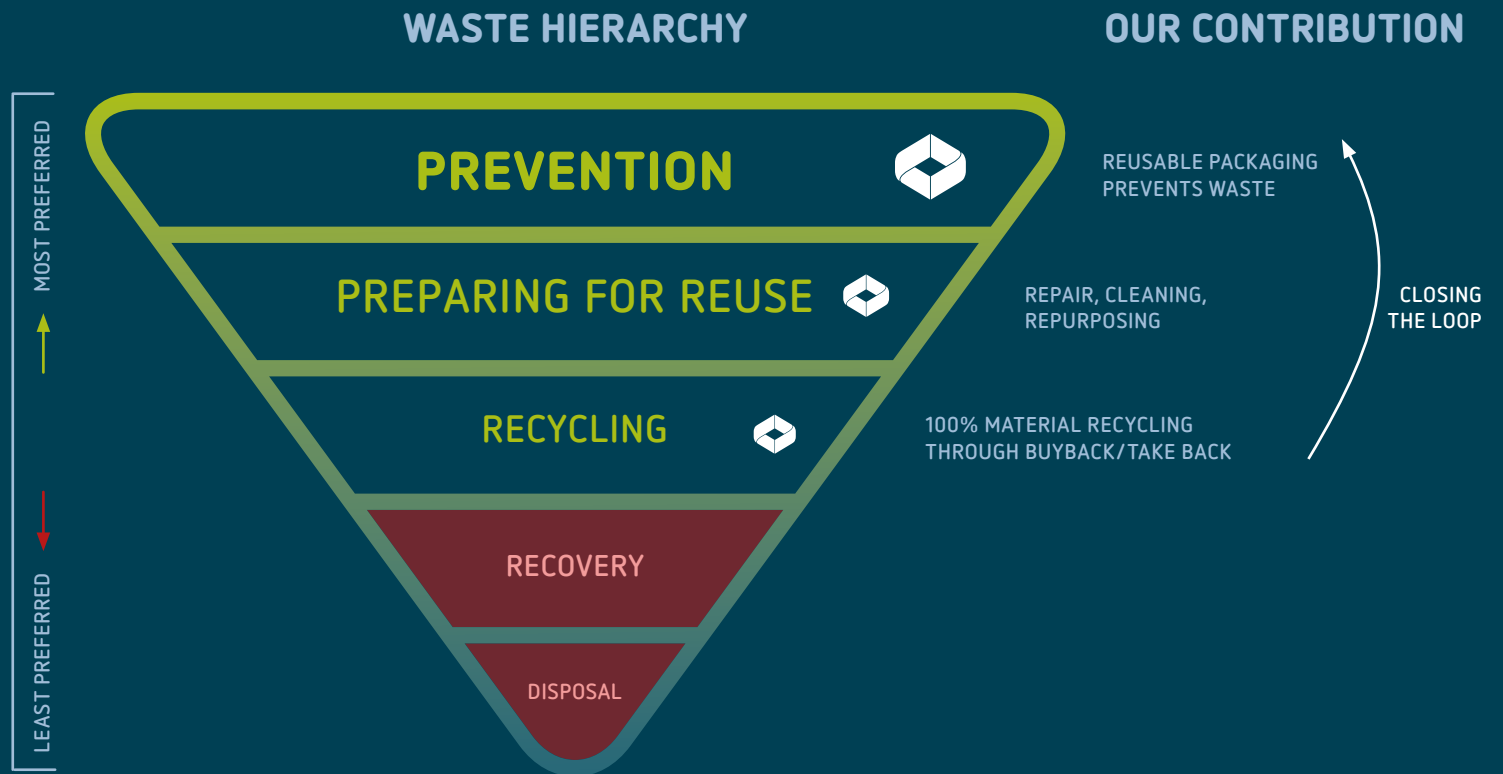 WASTE HIERARCHY
OUR CONTRIBUTION
MOST PREFERRED
LEAST PREFERRED
PREVENTION
REUSABLE PACKAGING
PREVENTS WASTE
PREPARING FOR REUSE
REPAIR, CLEANING,
REPURPOSING
CLOSING
THE LOOP
RECYCLING
100% MATERIAL RECYCLING
THROUGH BUYBACK/TAKE BACK
RECOVERY
DISPOSAL